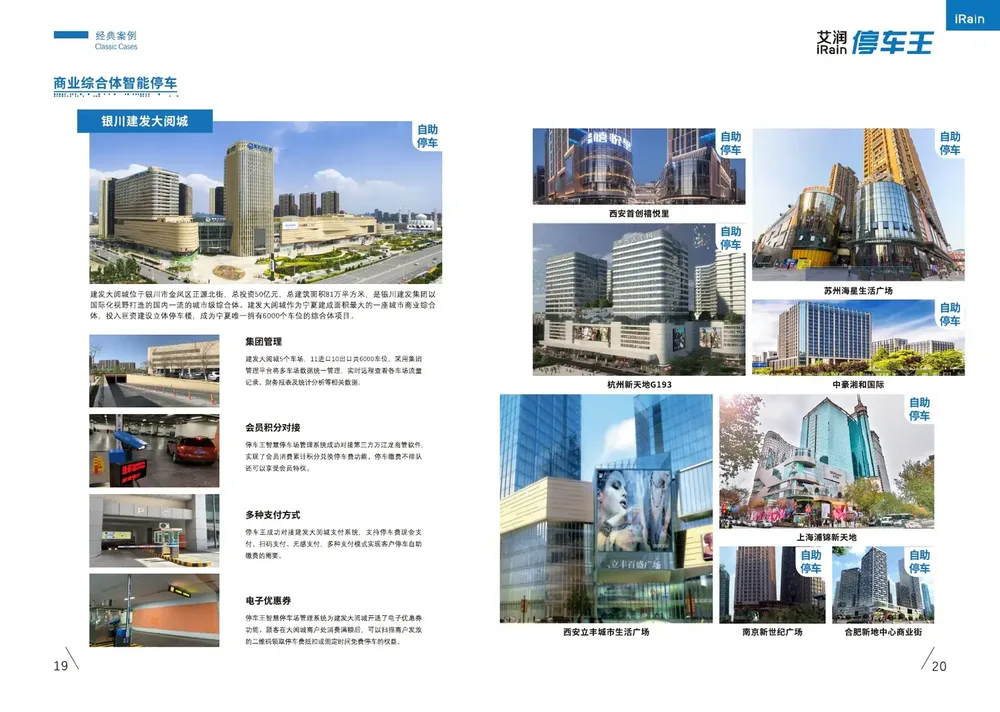 经典案例
Classic Cases
iRain
艾润
iRain
停车王
商业综合体智能停车
银川建发大阅城
自助
停车
建发大阅城位于银川市金凤区正源北街，总投资50亿元，总建筑面积81万平方米，是银川建发集团以
国际化视野打造的国内一流的城市级综合体。建发大阅城作为宁夏建成面积最大的一座城市商业综合
体，投入巨资建设立体停车楼，成为宁夏唯一拥有6000个车位的综合体项目。
集团管理
建发大阅城5个车场，11进口10出口共6000车位，采用集团
管理平台将多车场数据统一管理，实时远程查看各车场流量
记录、财务报表及统计分析等相关数据。
会员积分对接
停车王智慧停车场管理系统成功对接第三方万江龙商管软件，
实现了会员消费累计积分兑换停车费功能。停车缴费不排队
还可以享受会员特权。
多种支付方式
停车王成功对接建发大阅城支付系统，支持停车费现金支
付、扫码支付、无感支付，多种支付模式实现客户停车自助
缴费的需要。
电子优惠券
停车王智慧停车场管理系统为建发大阅城开通了电子优惠券
功能。顾客在大阅城商户处消费满额后，可以扫描商户发放
的二维码领取停车费抵扣或固定时间免费停车的权益。
19
自助
停车
西安首创禧悦里
自助
停车
杭州新天地G193
自助
停车
苏州海星生活广场
自助
停车
中豪湘和国际
立丰百盛广场
西安立丰城市生活广场
自助
停车
上海浦锦新天地
自助
停车
南京新世纪广场
自助
停车
合肥新地中心商业街
20